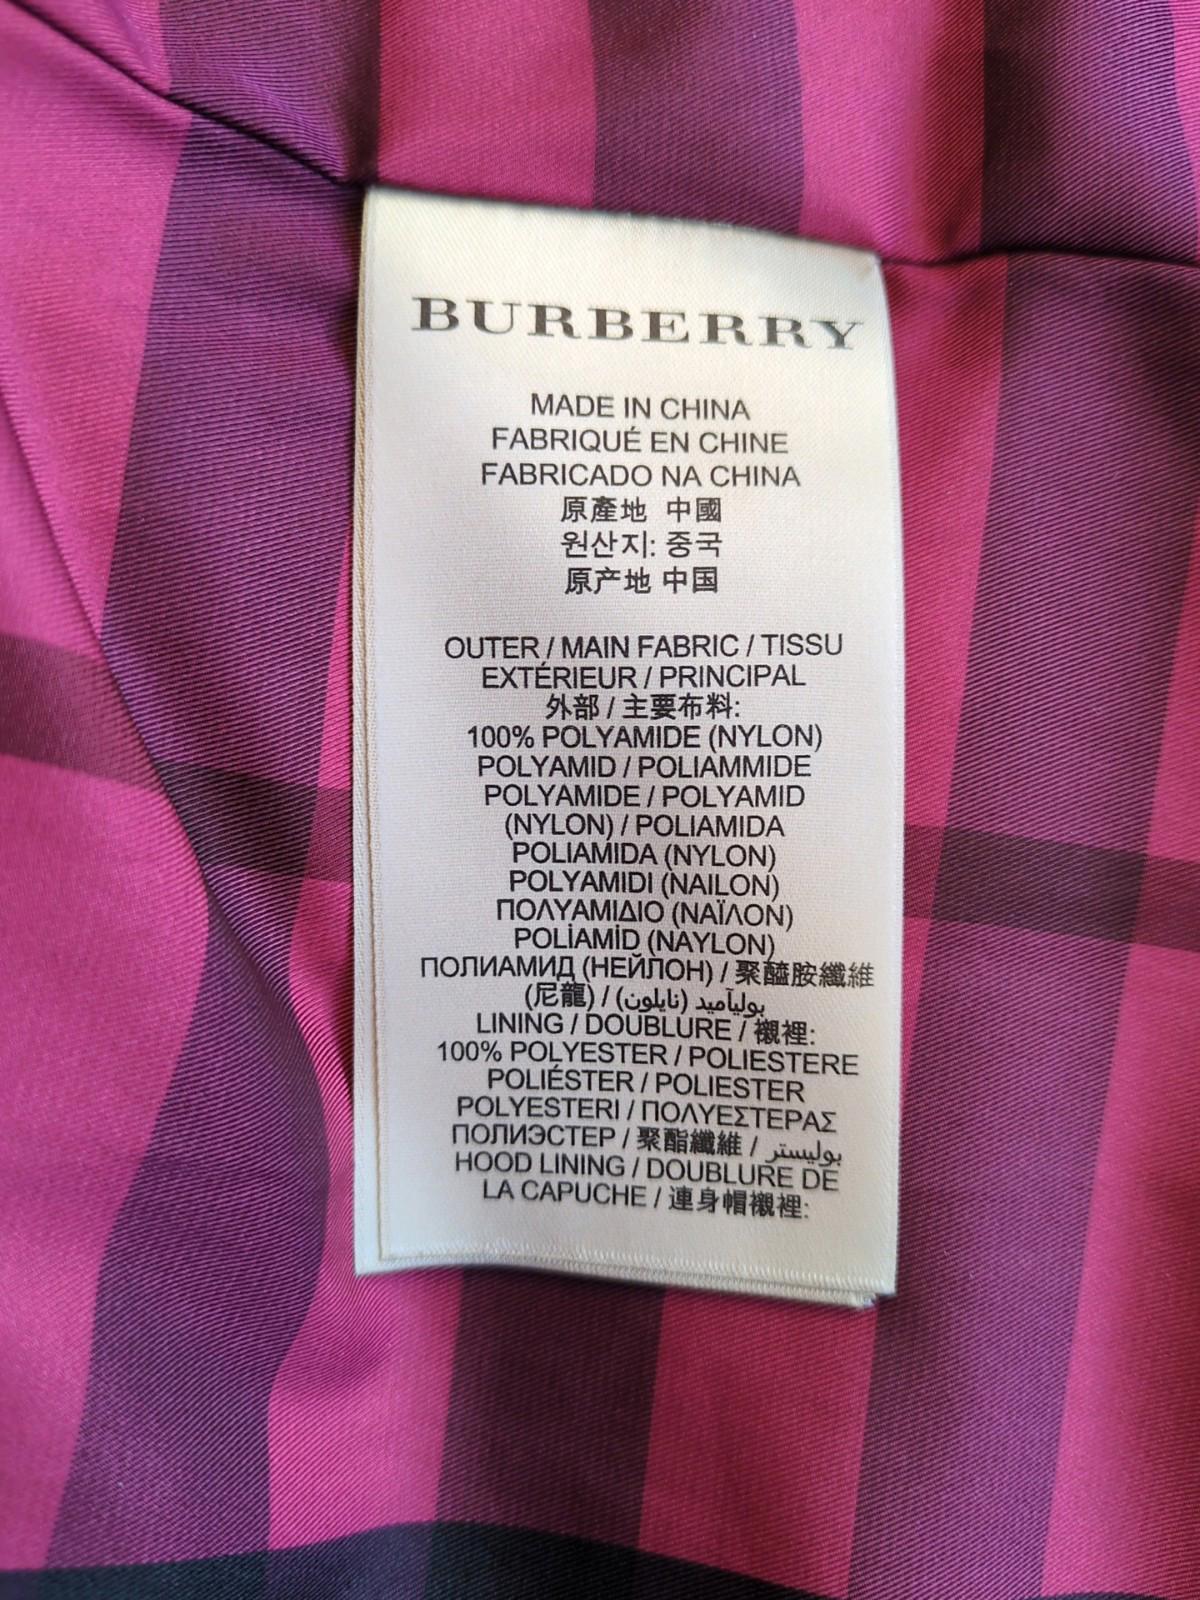 BURBERRY
MADE IN CHINA
FABRIQUÉ EN CHINE
FABRICADO NA CHINA
原產地 中國
원산지: 중국
原产地 中国
OUTER / MAIN FABRIC / TISSU
EXTÉRIEUR / PRINCIPAL
外部 / 主要布料:
100% POLYAMIDE (NYLON)
POLYAMID / POLIAMMIDE
POLYAMIDE / POLYAMID
(NYLON) / POLIAMIDA
POLIAMIDA (NYLON)
POLYAMIDI (NAILON)
ΠΟΛΥΑΜΙΔΙΟ (ΝΑΪΛΟΝ)
POLİAMİD (NAYLON)
ПОЛИАМИД (НЕЙЛОН) / 聚醯胺纖維
(尼龍) / بوليآميد (نايلون)
LINING / DOUBLURE / 襯裡:
100% POLYESTER / POLIESTERE
POLIÉSTER / POLIESTER
POLYESTERI / ΠΟΛΥΕΣΤΕΡΑΣ
ПОЛИЭСТЕР / 聚酯纖維 / بوليستر
HOOD LINING / DOUBLURE DE
LA CAPUCHE / 連身帽襯裡: